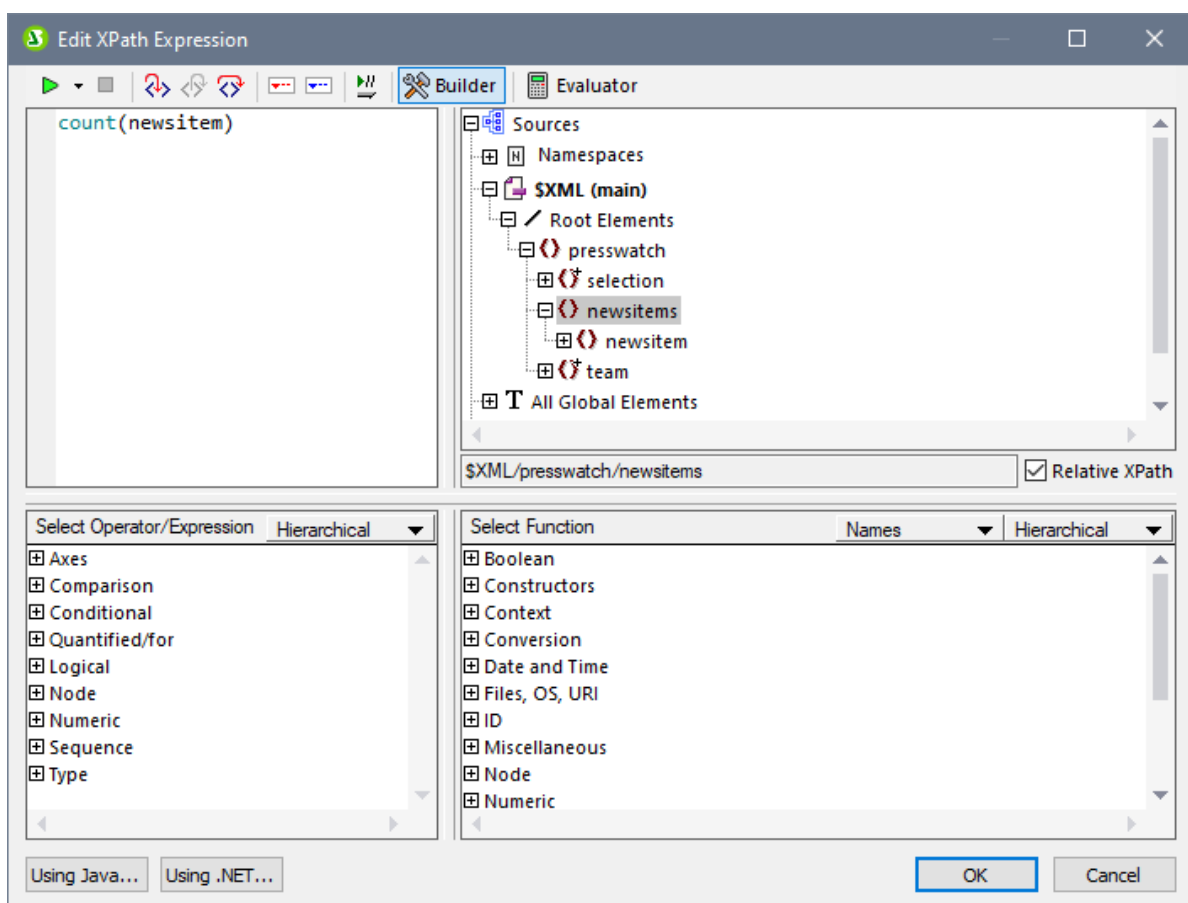 Edit XPath Expression
Builder Evaluator
count(newsitem)
Sources
Namespaces
$XML (main)
Root Elements
presswatch
selection
newsitems
newsitem
team
All Global Elements
$XML/presswatch/newsitems Relative XPath
Select Operator/Expression Hierarchical
Axes
Comparison
Conditional
Quantified/for
Logical
Node
Numeric
Sequence
Type
Select Function Names Hierarchical
Boolean
Constructors
Context
Conversion
Date and Time
Files, OS, URI
ID
Miscellaneous
Node
Numeric
Using Java... Using .NET... OK Cancel